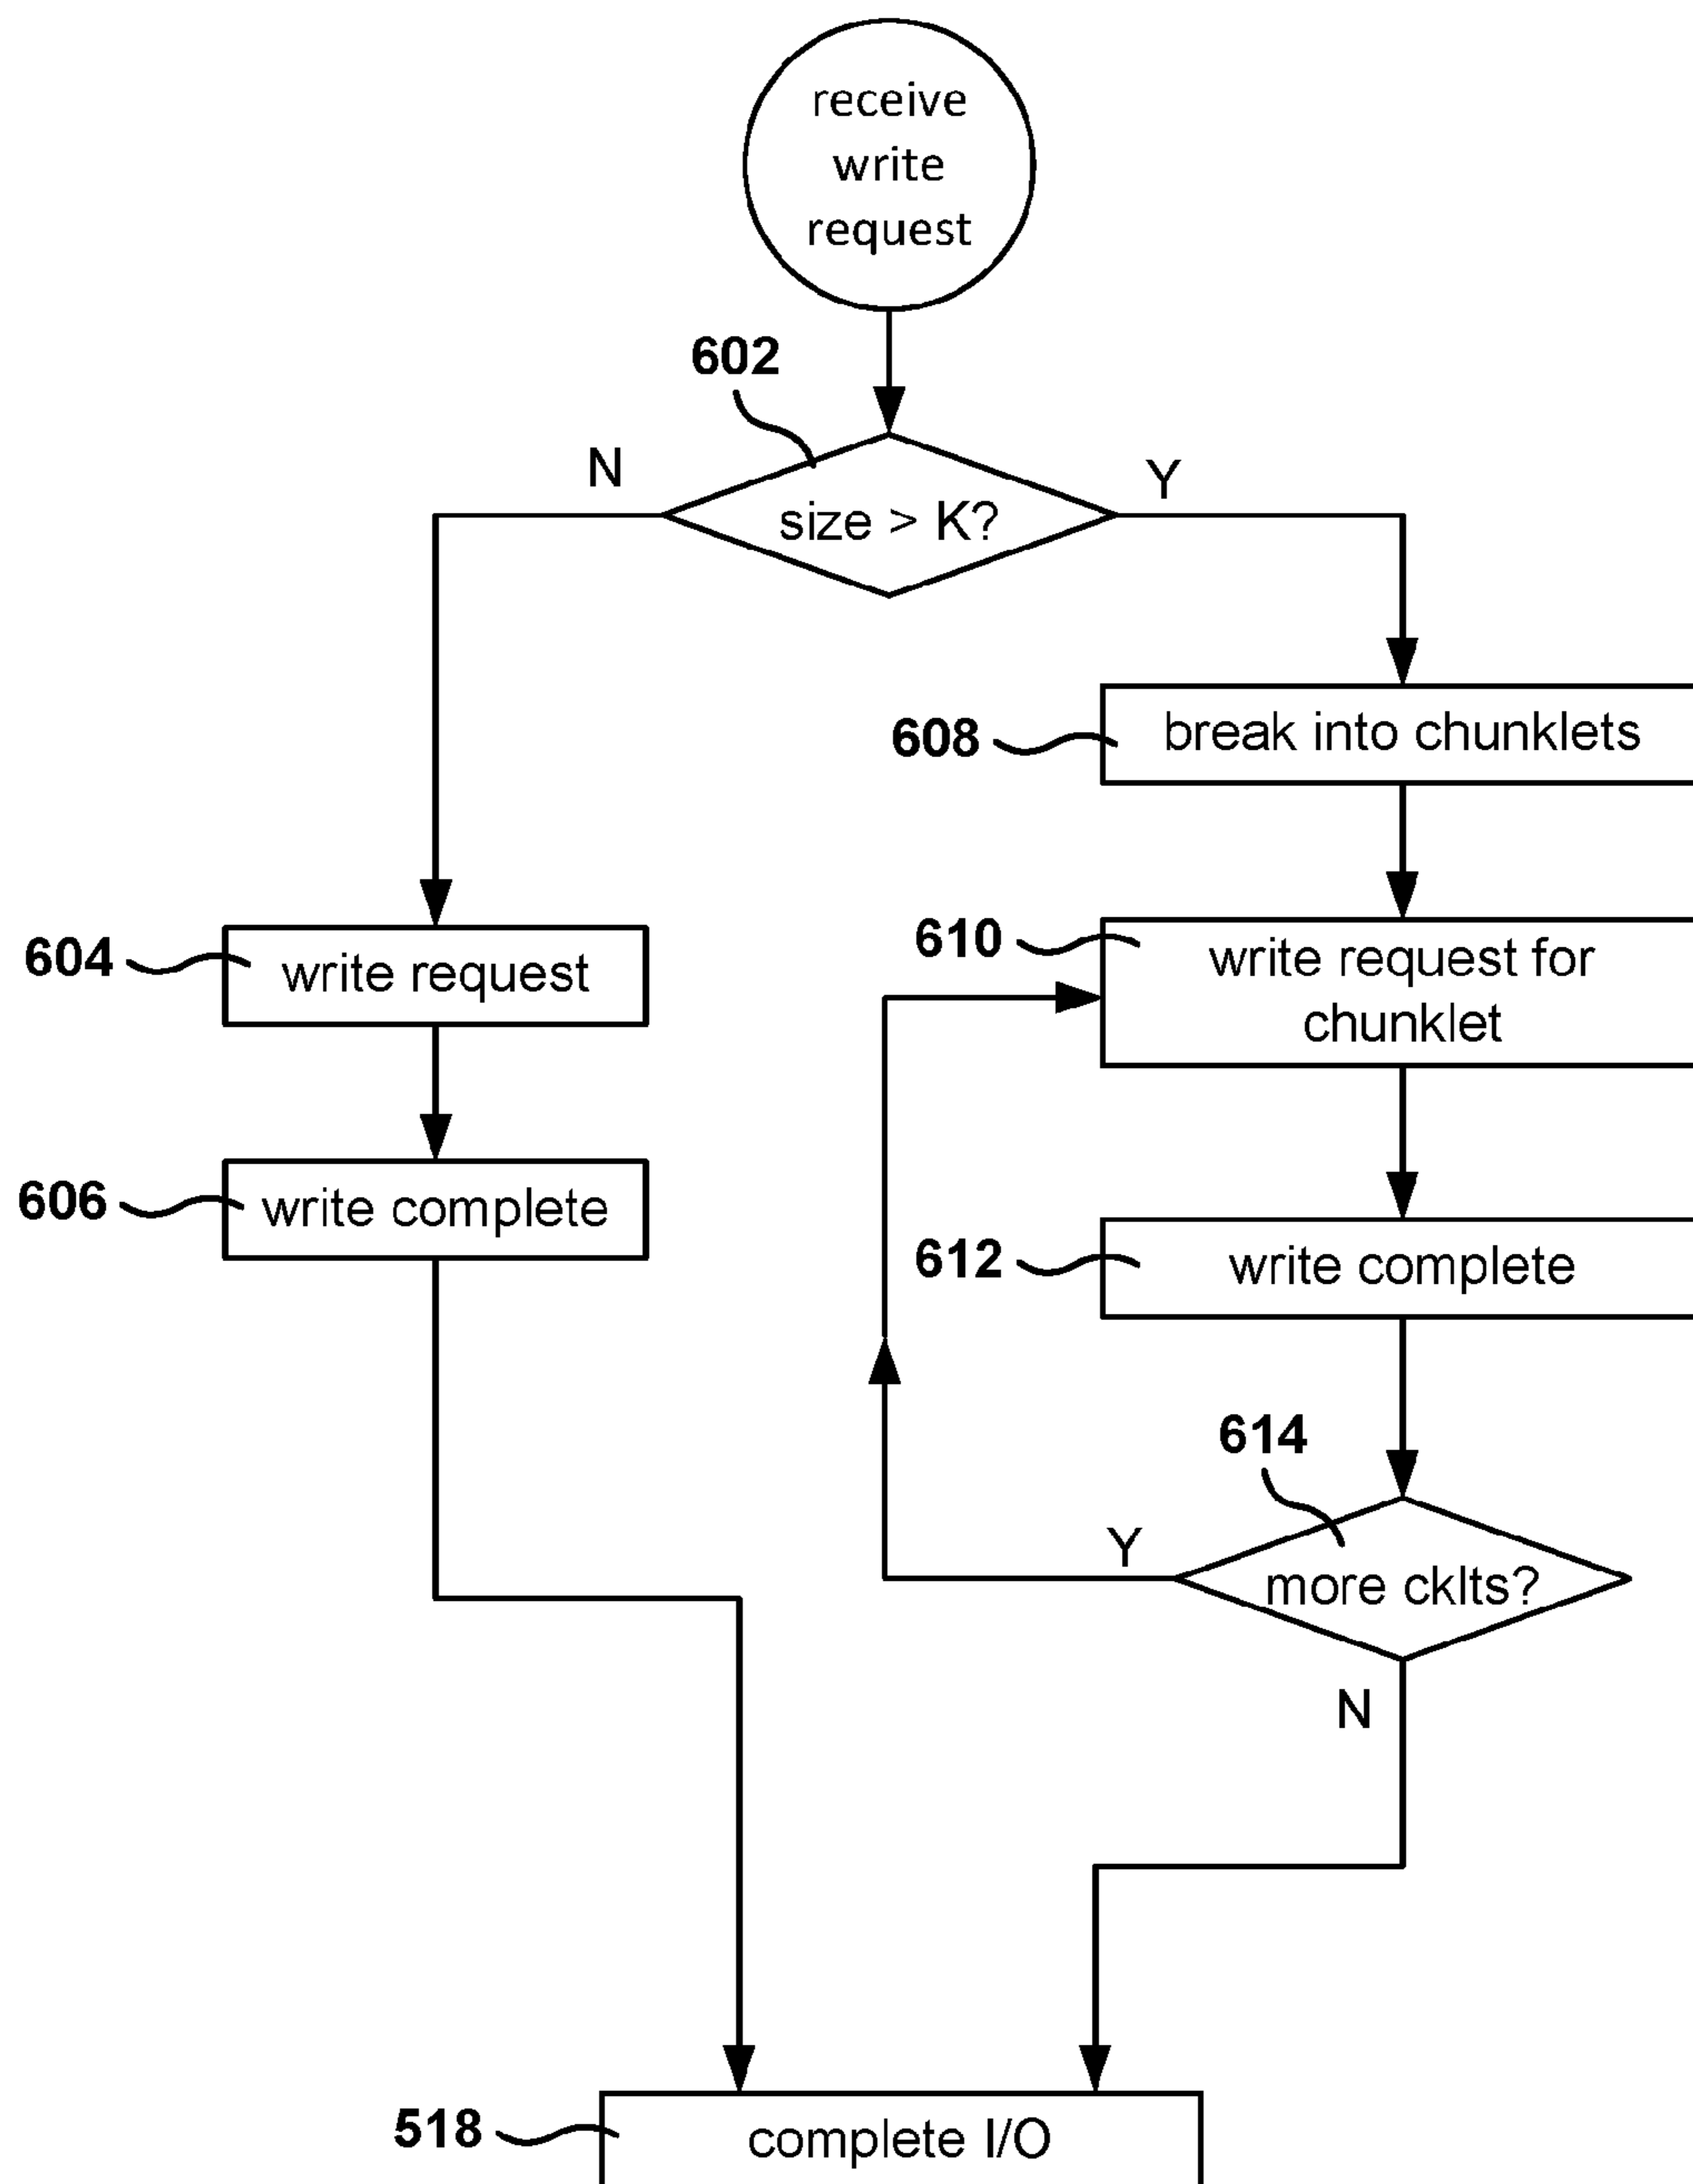 receive
write
request
602
N
Y
size > K?
608
break into chunklets
604
write request
610
write request for
chunklet
606
write complete
612
write complete
614
Y
more cklts?
N
518
complete I/O